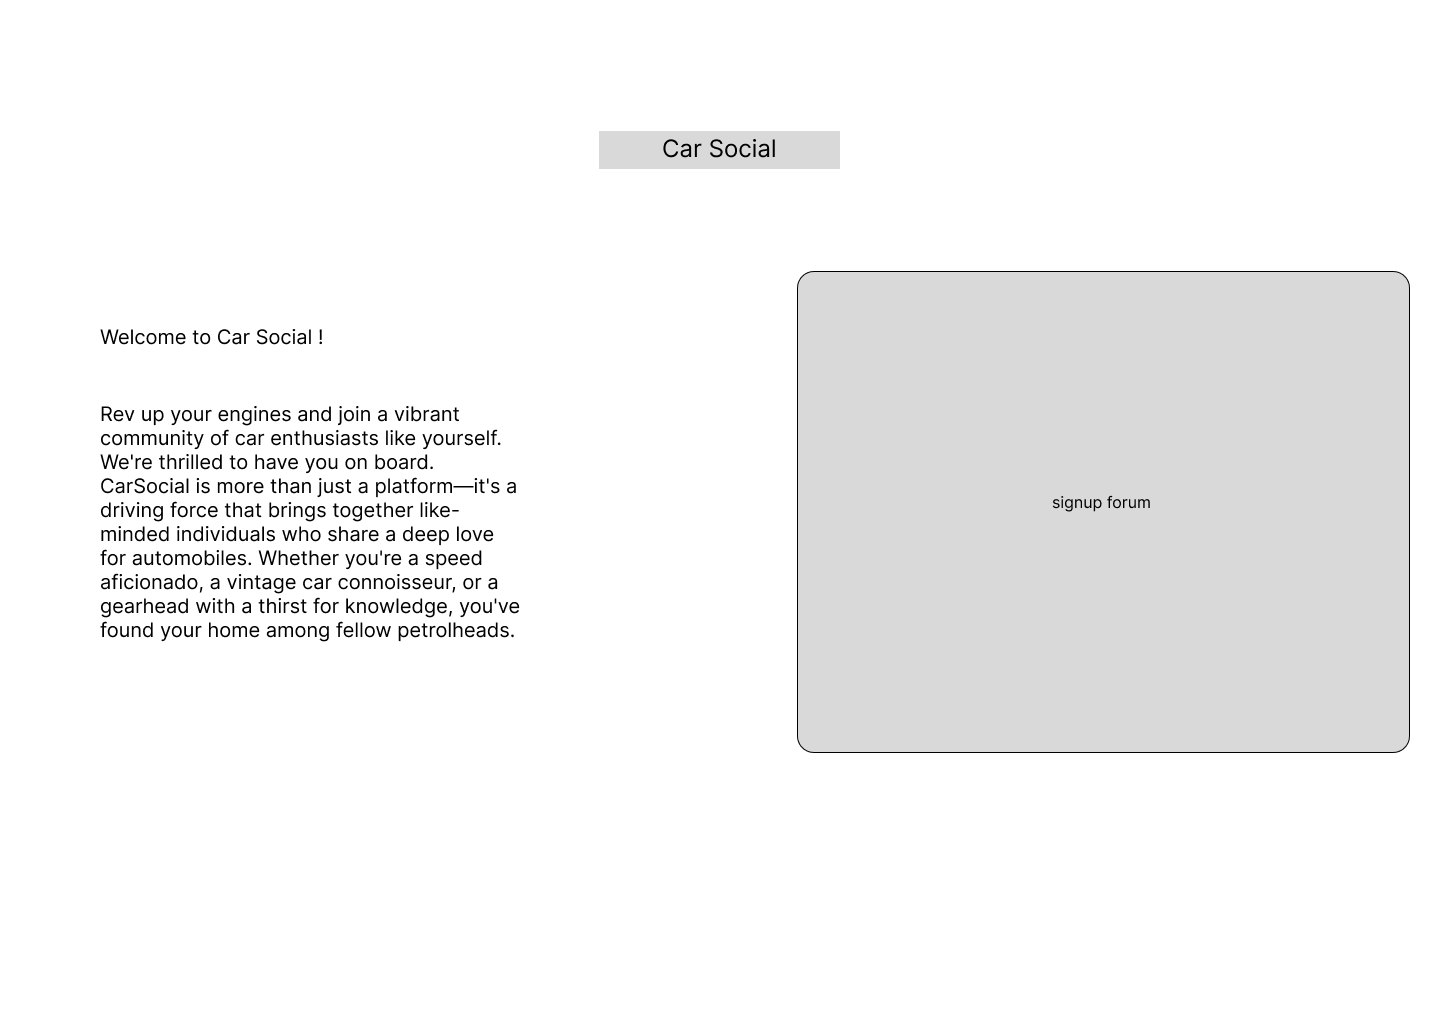 Car Social
Welcome to Car Social !
Rev up your engines and join a vibrant
community of car enthusiasts like yourself.
We're thrilled to have you on board.
CarSocial is more than just a platform—it's a
driving force that brings together like-
minded individuals who share a deep love
for automobiles. Whether you're a speed
aficionado, a vintage car connoisseur, or a
gearhead with a thirst for knowledge, you've
found your home among fellow petrolheads.
signup forum